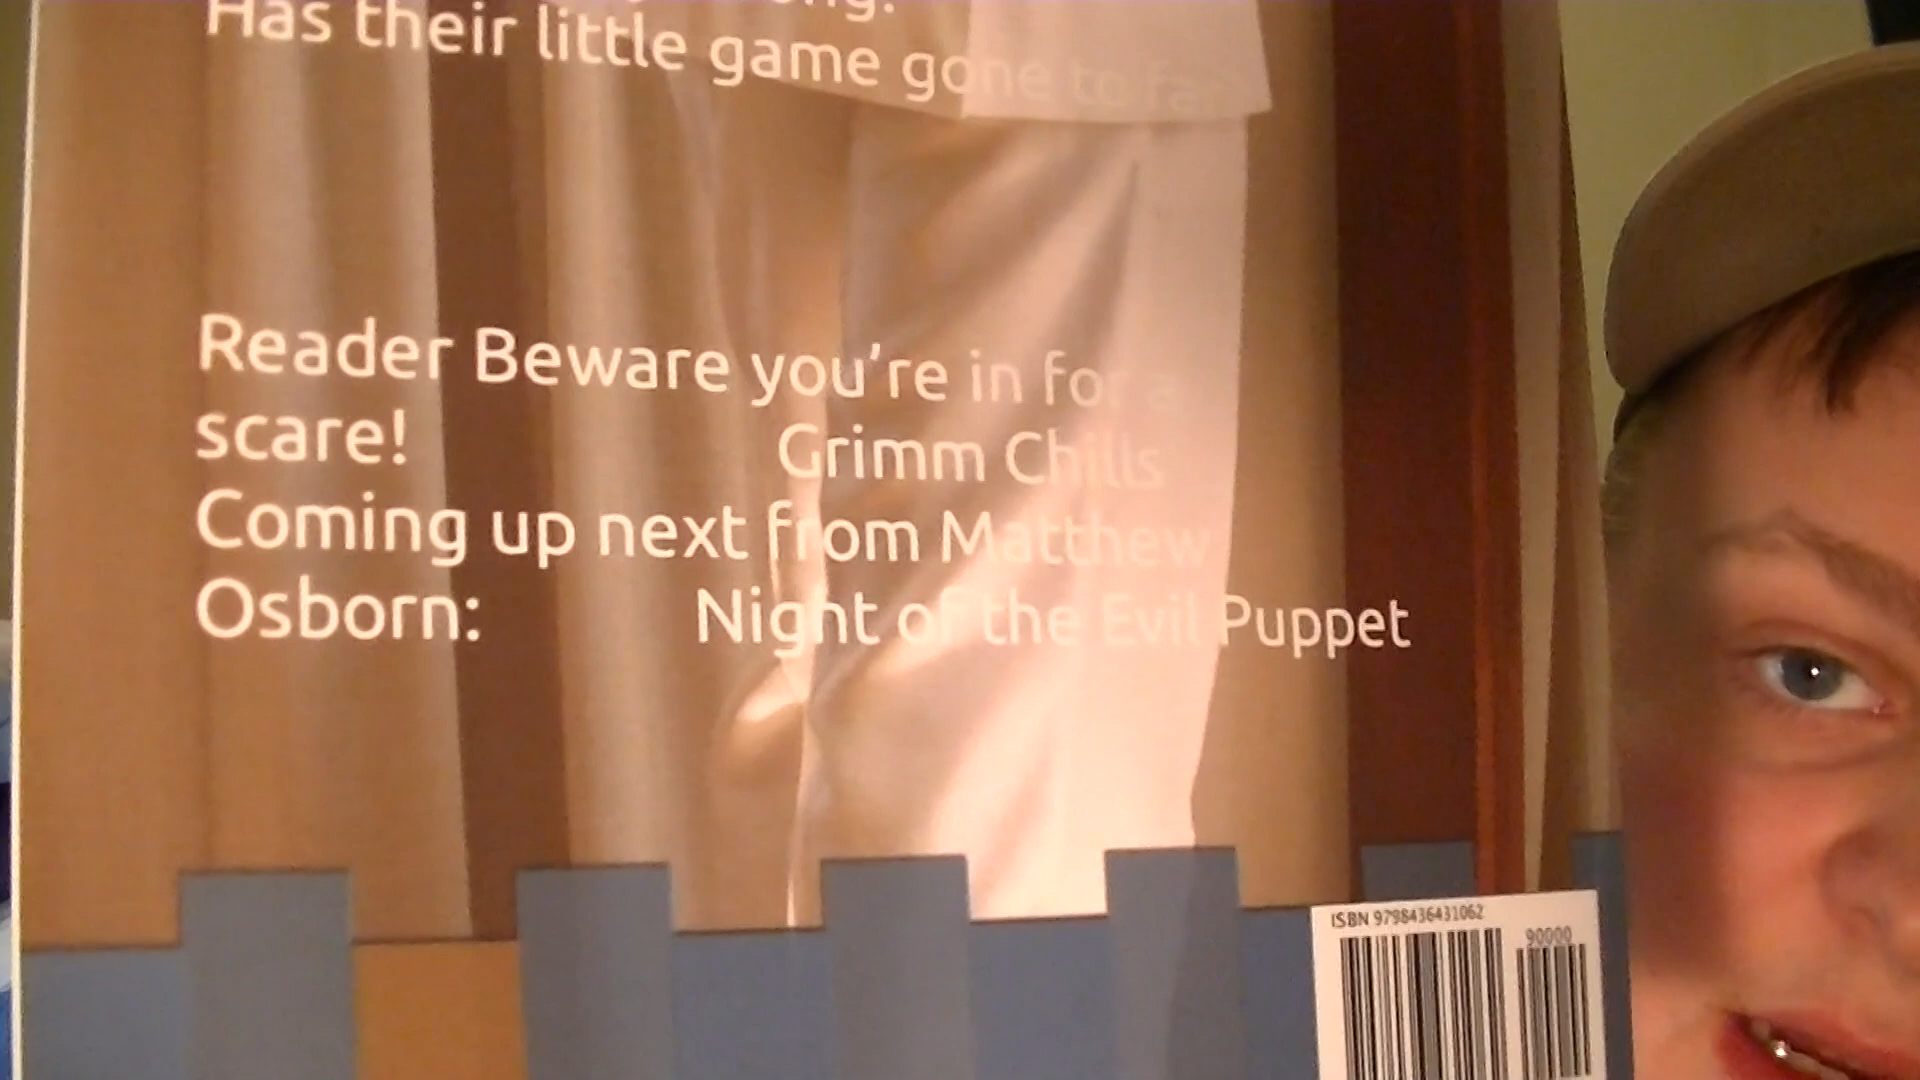 Has their little game gone to far?
Reader Beware you're in for a
scare! Grimm Chills
Coming up next from Matthew
Osborn: Night of the Evil Puppet
ISBN 9798436431062
90000